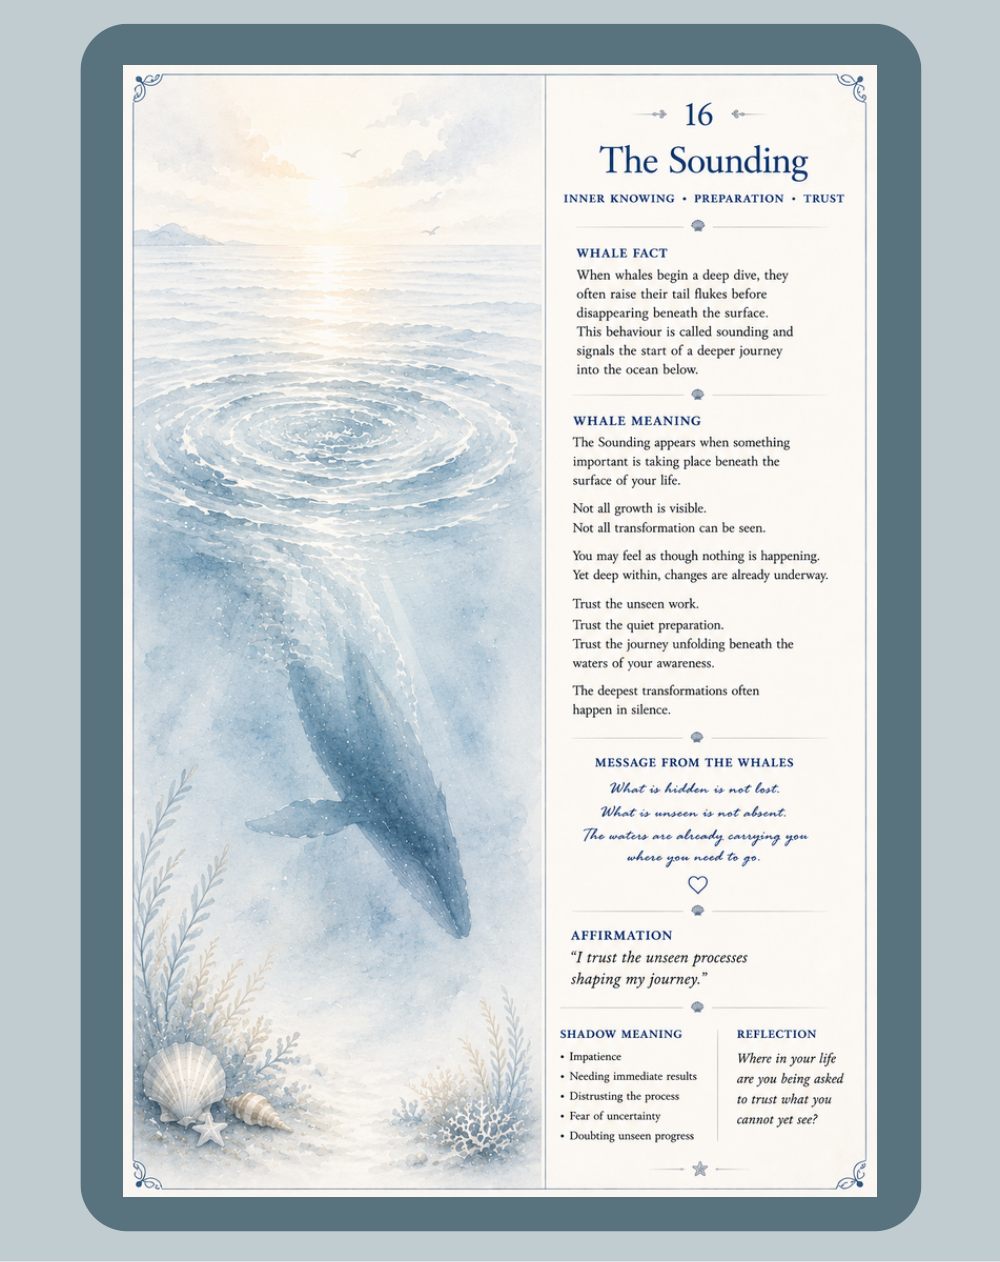 16
The Sounding
INNER KNOWING • PREPARATION • TRUST
WHALE FACT
When whales begin a deep dive, they
often raise their tail flukes before
disappearing beneath the surface.
This behaviour is called sounding and
signals the start of a deeper journey
into the ocean below.
WHALE MEANING
The Sounding appears when something
important is taking place beneath the
surface of your life.
Not all growth is visible.
Not all transformation can be seen.
You may feel as though nothing is happening.
Yet deep within, changes are already underway.
Trust the unseen work.
Trust the quiet preparation.
Trust the journey unfolding beneath the
waters of your awareness.
The deepest transformations often
happen in silence.
MESSAGE FROM THE WHALES
What is hidden is not lost.
What is unseen is not absent.
The waters are already carrying you
where you need to go.
AFFIRMATION
“I trust the unseen processes
shaping my journey.”
SHADOW MEANING
• Impatience
• Needing immediate results
• Distrusting the process
• Fear of uncertainty
• Doubting unseen progress
REFLECTION
Where in your life
are you being asked
to trust what you
cannot yet see?